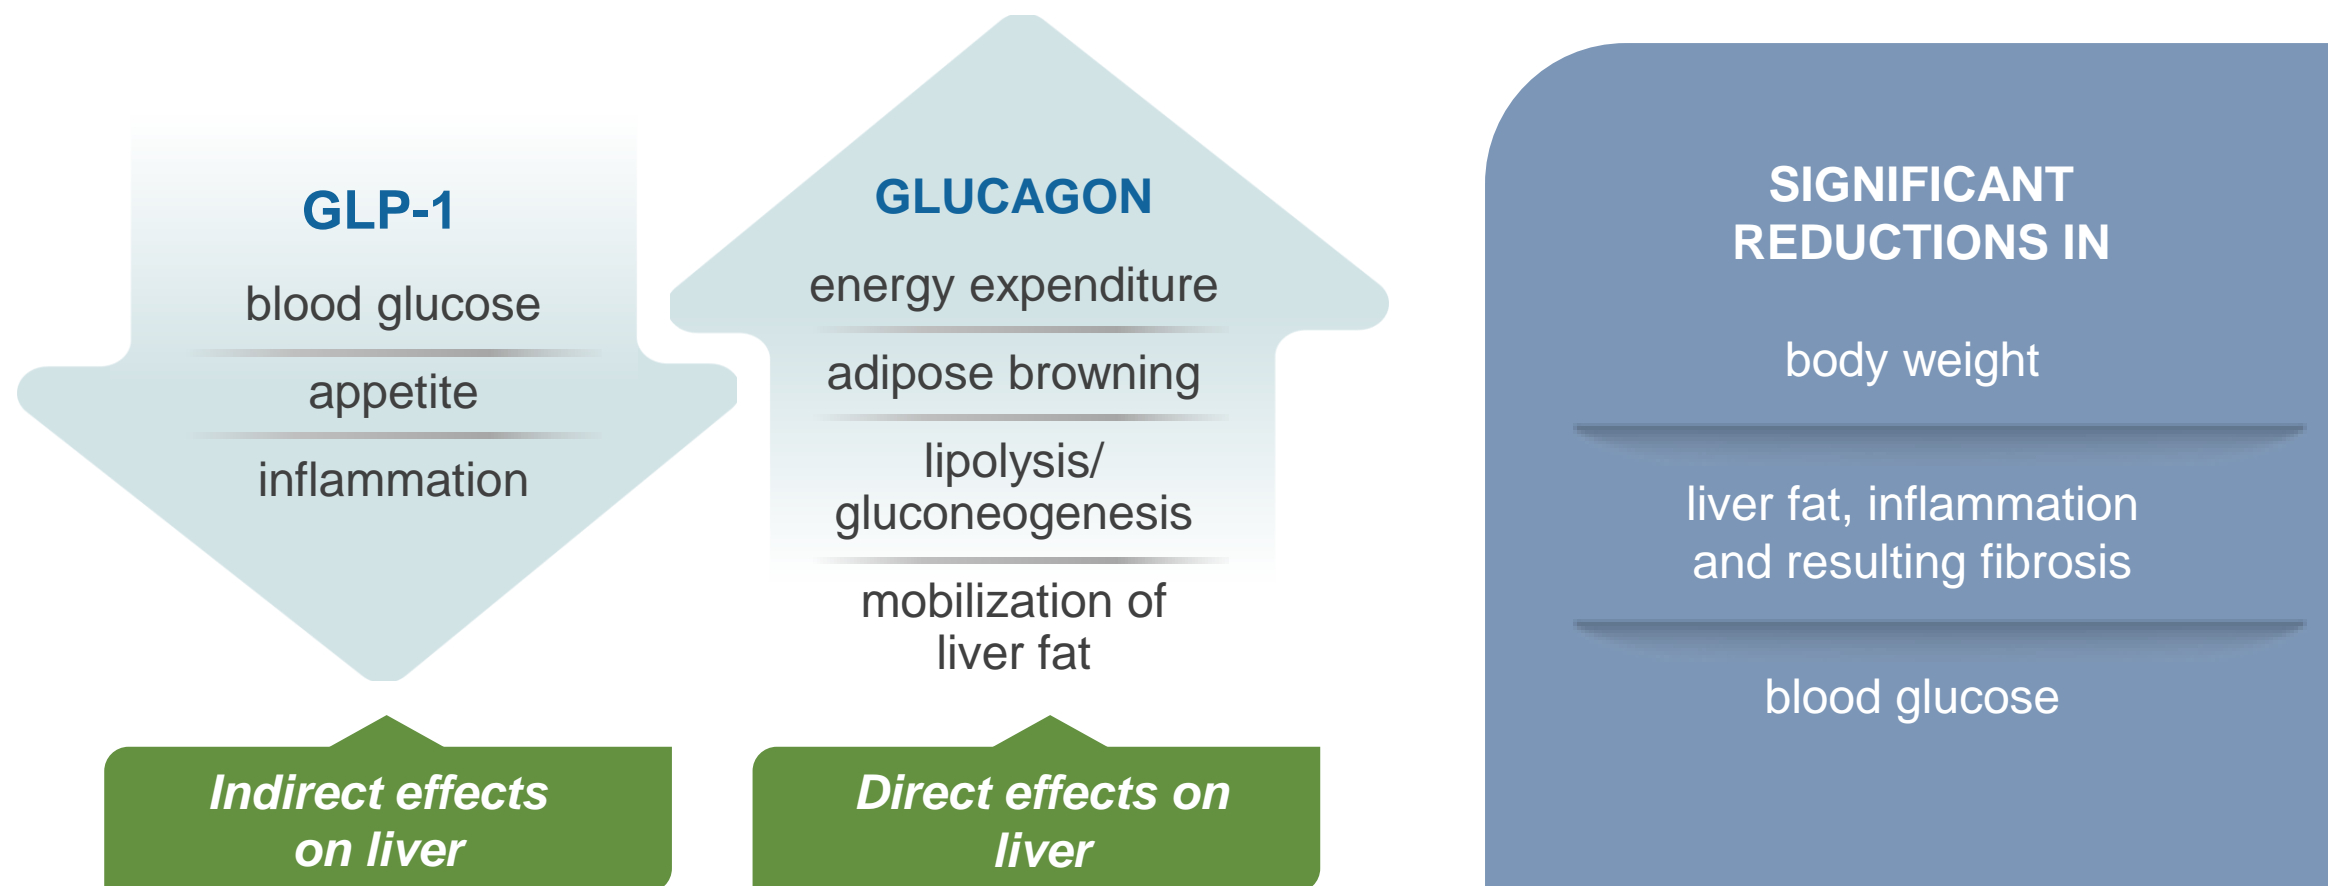 GLP-1
blood glucose
appetite
inflammation
Indirect effects
on liver
GLUCAGON
energy expenditure
adipose browning
lipolysis/
gluconeogenesis
mobilization of
liver fat
Direct effects on
liver
SIGNIFICANT
REDUCTIONS IN
body weight
liver fat, inflammation
and resulting fibrosis
blood glucose